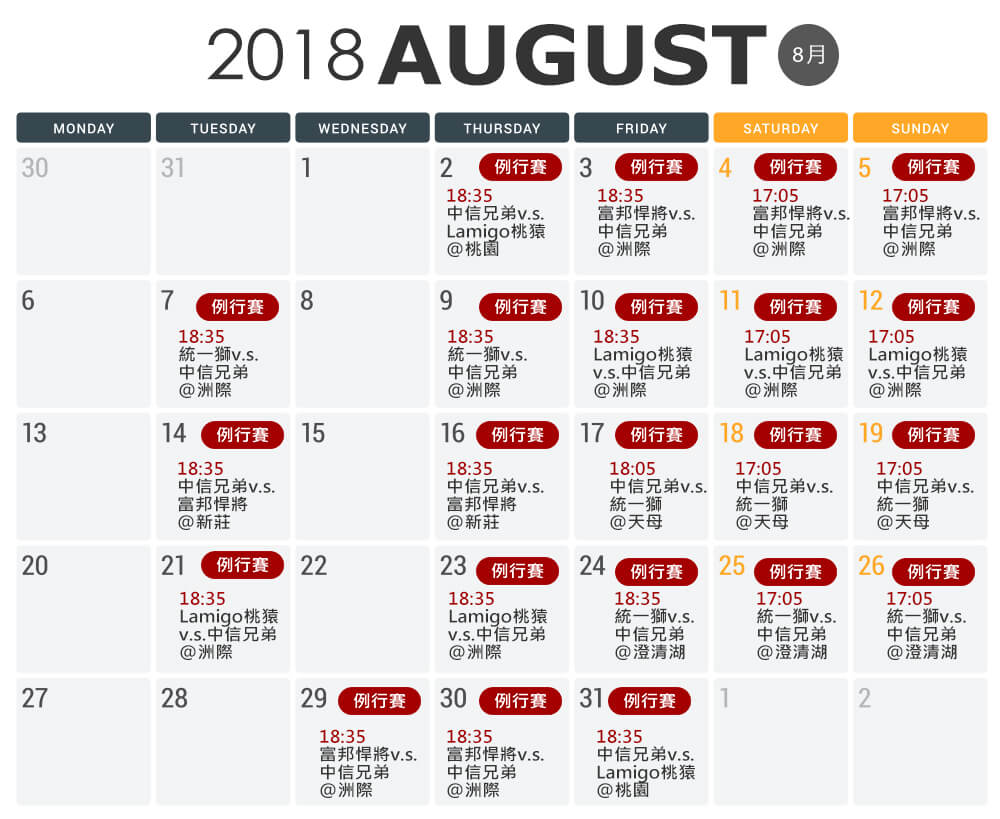 2018 AUGUST 8月
MONDAY TUESDAY WEDNESDAY THURSDAY FRIDAY SATURDAY SUNDAY
30
31
1
2 例行賽
18:35
中信兄弟v.s.
Lamigo桃猿
@桃園
3 例行賽
18:35
富邦悍將v.s.
中信兄弟
@洲際
4 例行賽
17:05
富邦悍將v.s.
中信兄弟
@洲際
5 例行賽
17:05
富邦悍將v.s.
中信兄弟
@洲際
6
7 例行賽
18:35
統一獅v.s.
中信兄弟
@洲際
8
9 例行賽
18:35
統一獅v.s.
中信兄弟
@洲際
10 例行賽
18:35
Lamigo桃猿
v.s.中信兄弟
@洲際
11 例行賽
17:05
Lamigo桃猿
v.s.中信兄弟
@洲際
12 例行賽
17:05
Lamigo桃猿
v.s.中信兄弟
@洲際
13
14 例行賽
18:35
中信兄弟v.s.
富邦悍將
@新莊
15
16 例行賽
18:35
中信兄弟v.s.
富邦悍將
@新莊
17 例行賽
18:05
中信兄弟v.s.
統一獅
@天母
18 例行賽
17:05
中信兄弟v.s.
統一獅
@天母
19 例行賽
17:05
中信兄弟v.s.
統一獅
@天母
20
21 例行賽
18:35
Lamigo桃猿
v.s.中信兄弟
@洲際
22
23 例行賽
18:35
Lamigo桃猿
v.s.中信兄弟
@洲際
24 例行賽
18:35
統一獅v.s.
中信兄弟
@澄清湖
25 例行賽
17:05
統一獅v.s.
中信兄弟
@澄清湖
26 例行賽
17:05
統一獅v.s.
中信兄弟
@澄清湖
27
28
29 例行賽
18:35
富邦悍將v.s.
中信兄弟
@洲際
30 例行賽
18:35
富邦悍將v.s.
中信兄弟
@洲際
31 例行賽
18:35
中信兄弟v.s.
Lamigo桃猿
@桃園
1
2